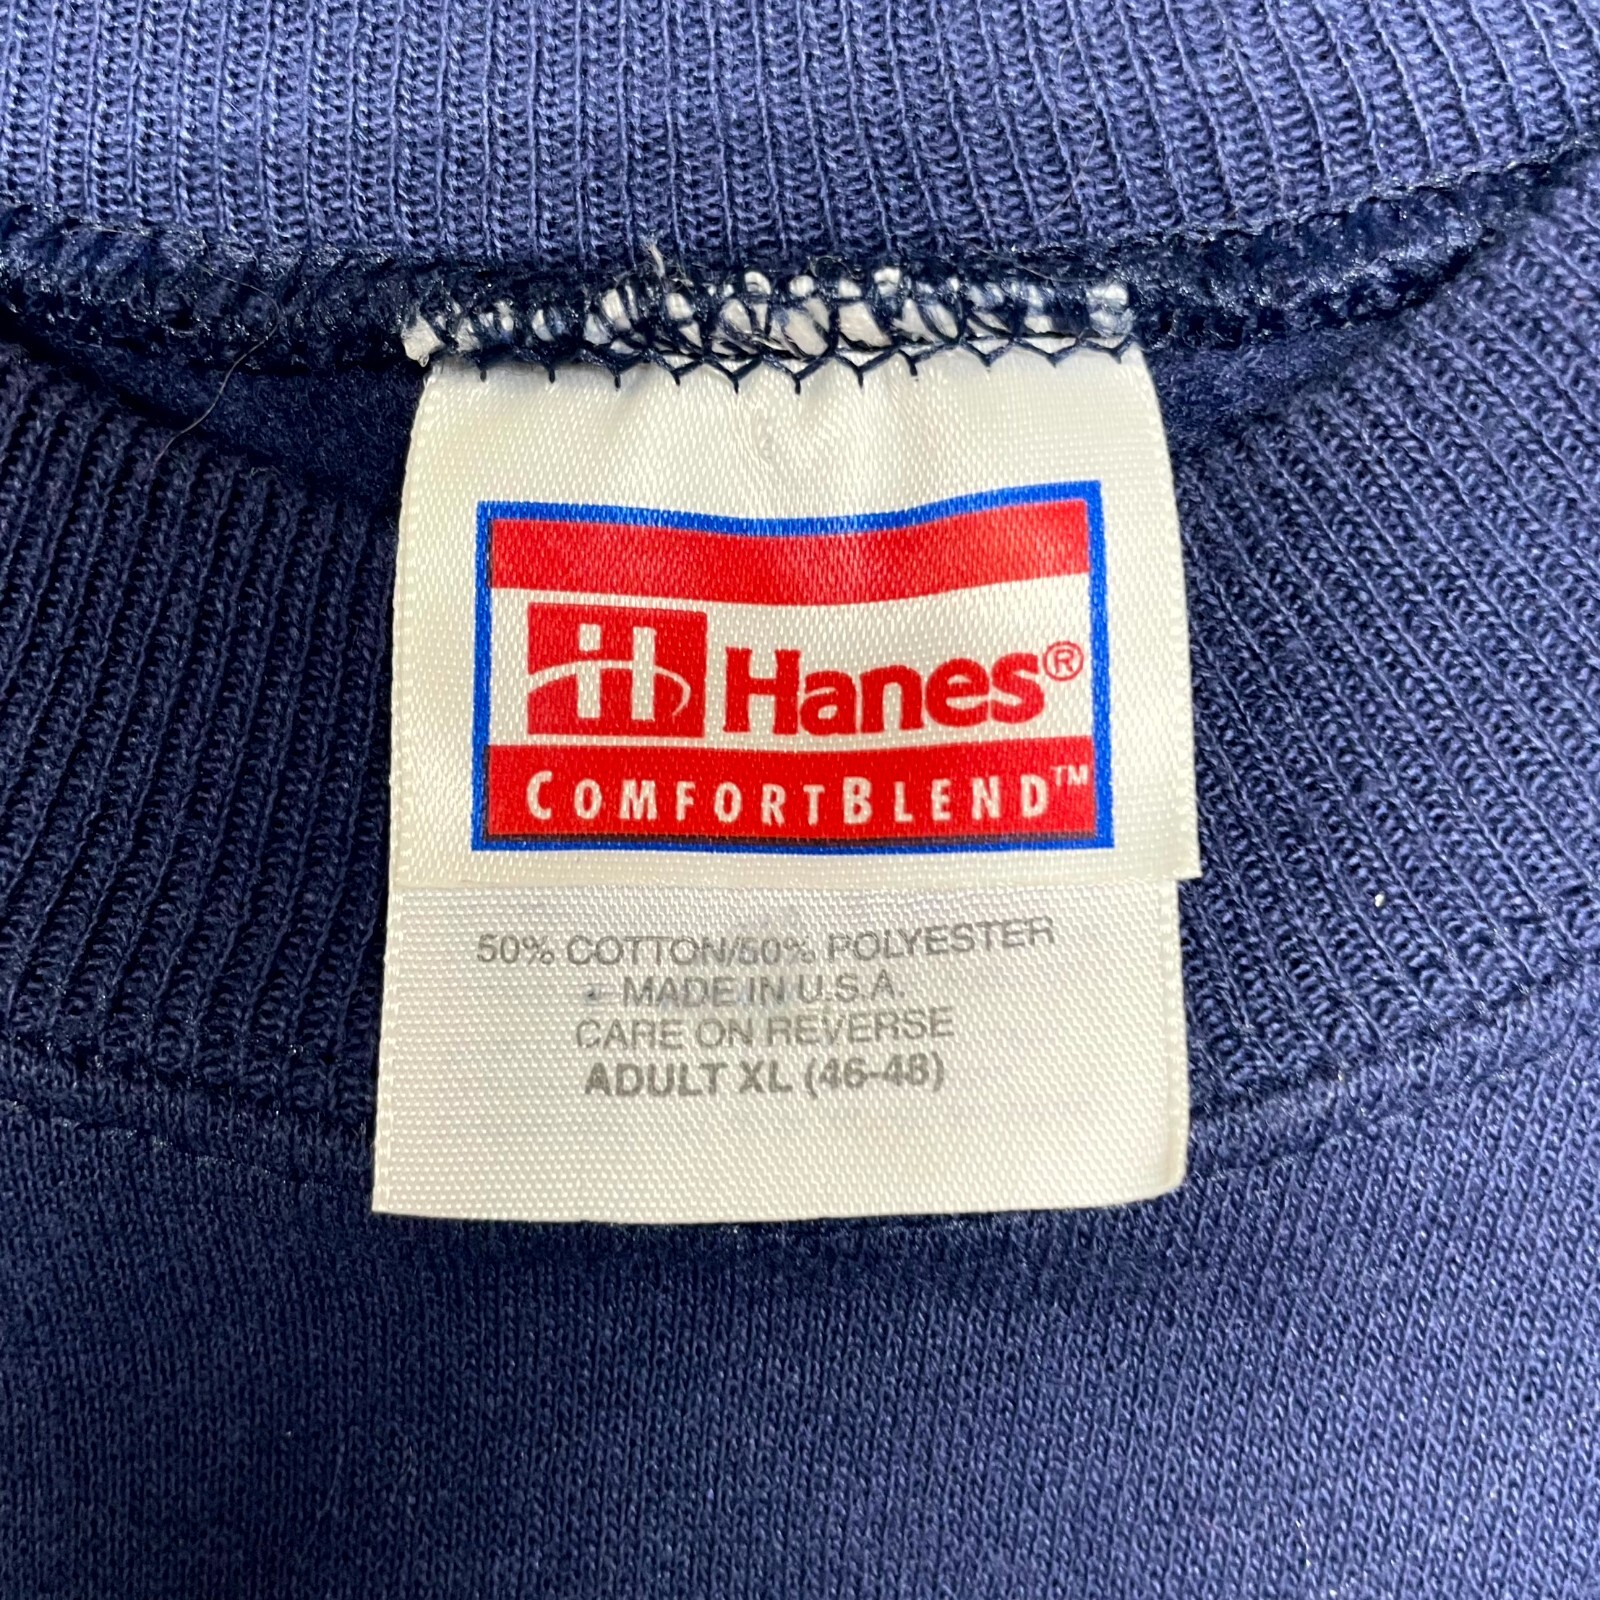 Hanes®
COMFORTBLEND™
50% COTTON/50% POLYESTER
MADE IN U.S.A.
CARE ON REVERSE
ADULT XL (46-48)